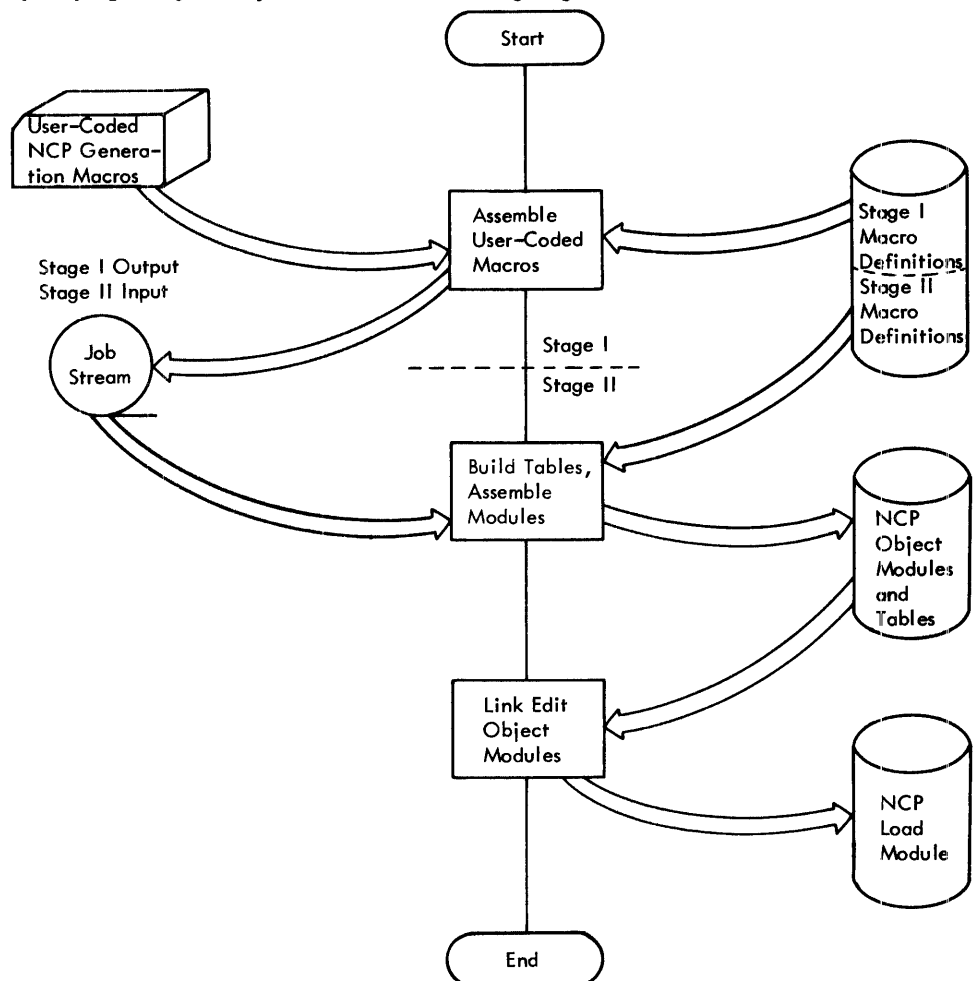 Start
User-Coded
NCP Genera-
tion Macros
Assemble
User-Coded
Macros
Stage I
Macro
Definitions
Stage II
Macro
Definitions
Stage I Output
Stage II Input
Job
Stream
Stage I
Stage II
Build Tables,
Assemble
Modules
NCP
Object
Modules
and
Tables
Link Edit
Object
Modules
NCP
Load
Module
End